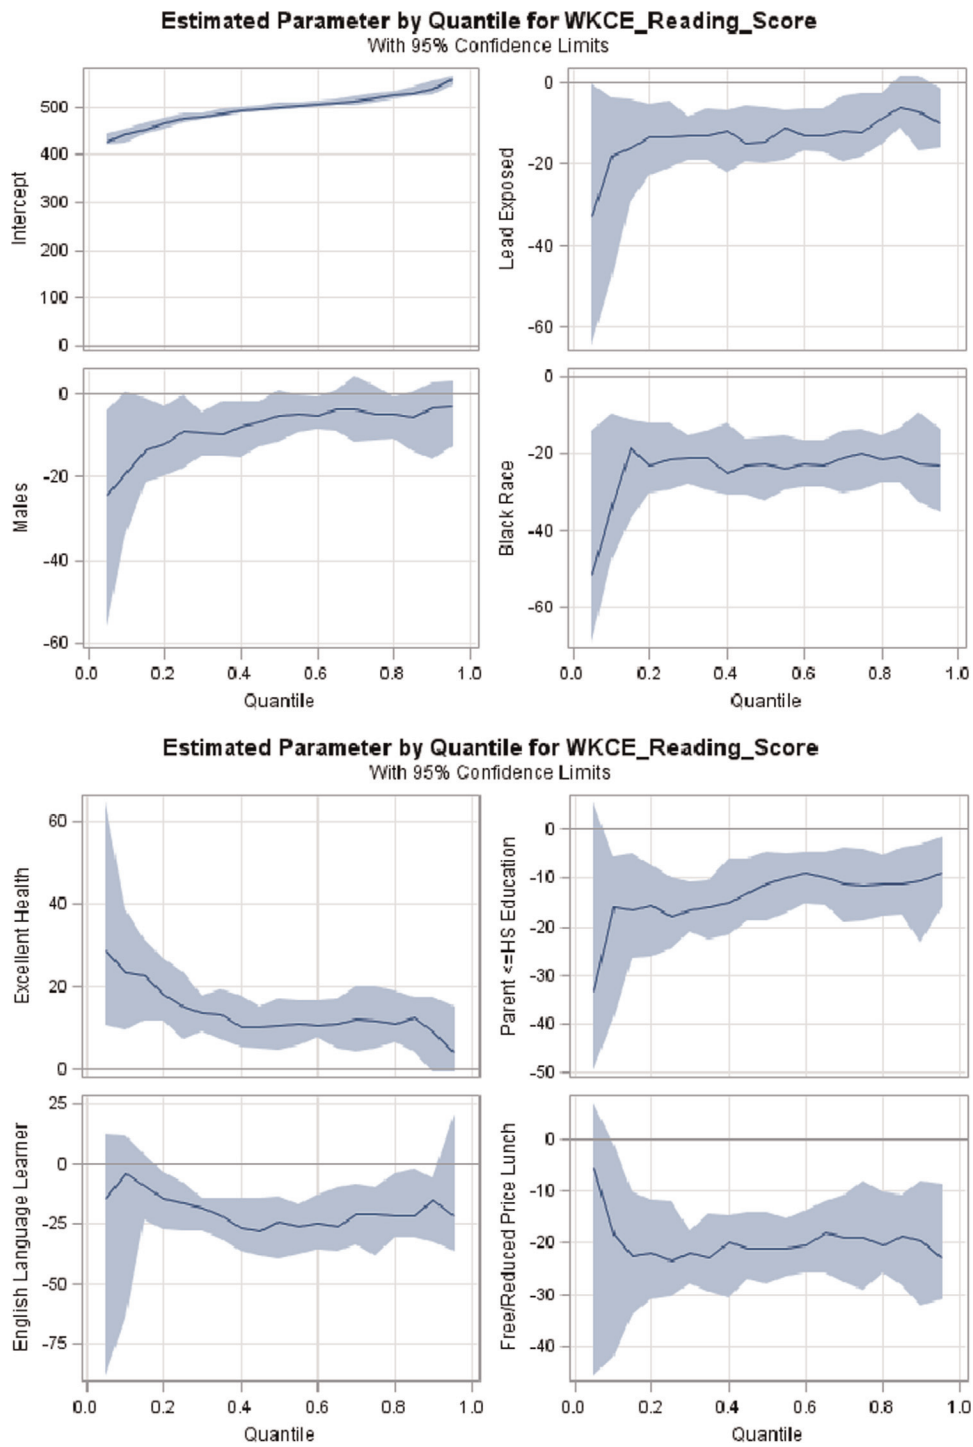 Estimated Parameter by Quantile for WKCE_Reading_Score
With 95% Confidence Limits
Intercept
500
400
300
200
100
0
Lead Exposed
0
-20
-40
-60
Males
0
-20
-40
-60
Black Race
0
-20
-40
-60
0.0 0.2 0.4 0.6 0.8 1.0
Quantile
0.0 0.2 0.4 0.6 0.8 1.0
Quantile
Estimated Parameter by Quantile for WKCE_Reading_Score
With 95% Confidence Limits
Excellent Health
60
40
20
0
Parent <=HS Education
0
-10
-20
-30
-40
-50
English Language Learner
25
0
-25
-50
-75
Free/Reduced Price Lunch
0
-10
-20
-30
-40
0.0 0.2 0.4 0.6 0.8 1.0
Quantile
0.0 0.2 0.4 0.6 0.8 1.0
Quantile